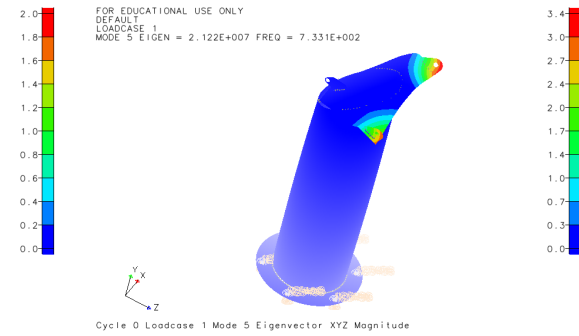 FOR EDUCATIONAL USE ONLY
DEFAULT
LOADCASE 1
MODE 5 EIGEN = 2.122E+007 FREQ = 7.331E+002
2.0
1.8
1.6
1.4
1.2
1.0
0.8
0.6
0.4
0.2
0.0
3.4
3.1
2.7
2.4
2.0
1.7
1.4
1.0
0.7
0.3
0.0
Y
X
Z
Cycle 0 Loadcase 1 Mode 5 Eigenvector XYZ Magnitude